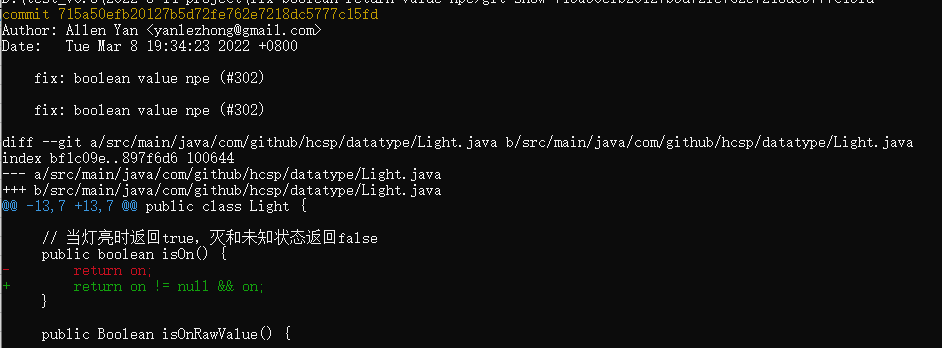 commit 715a50efb20127b5d72fe762e7218dc5777c15fd
Author: Allen Yan <yanlezhong@gmail.com>
Date:   Tue Mar 8 19:34:23 2022 +0800
    fix: boolean value npe (#302)
    fix: boolean value npe (#302)
diff --git a/src/main/java/com/github/hcsp/datatype/Light.java b/src/main/java/com/github/hcsp/datatype/Light.java
index bf1c09e..897f6d6 100644
--- a/src/main/java/com/github/hcsp/datatype/Light.java
+++ b/src/main/java/com/github/hcsp/datatype/Light.java
@@ -13,7 +13,7 @@ public class Light {
     // 当灯亮时返回true，灭和未知状态返回false
     public boolean isOn() {
-        return on;
+        return on != null && on;
     }
     public Boolean isOnRawValue() {